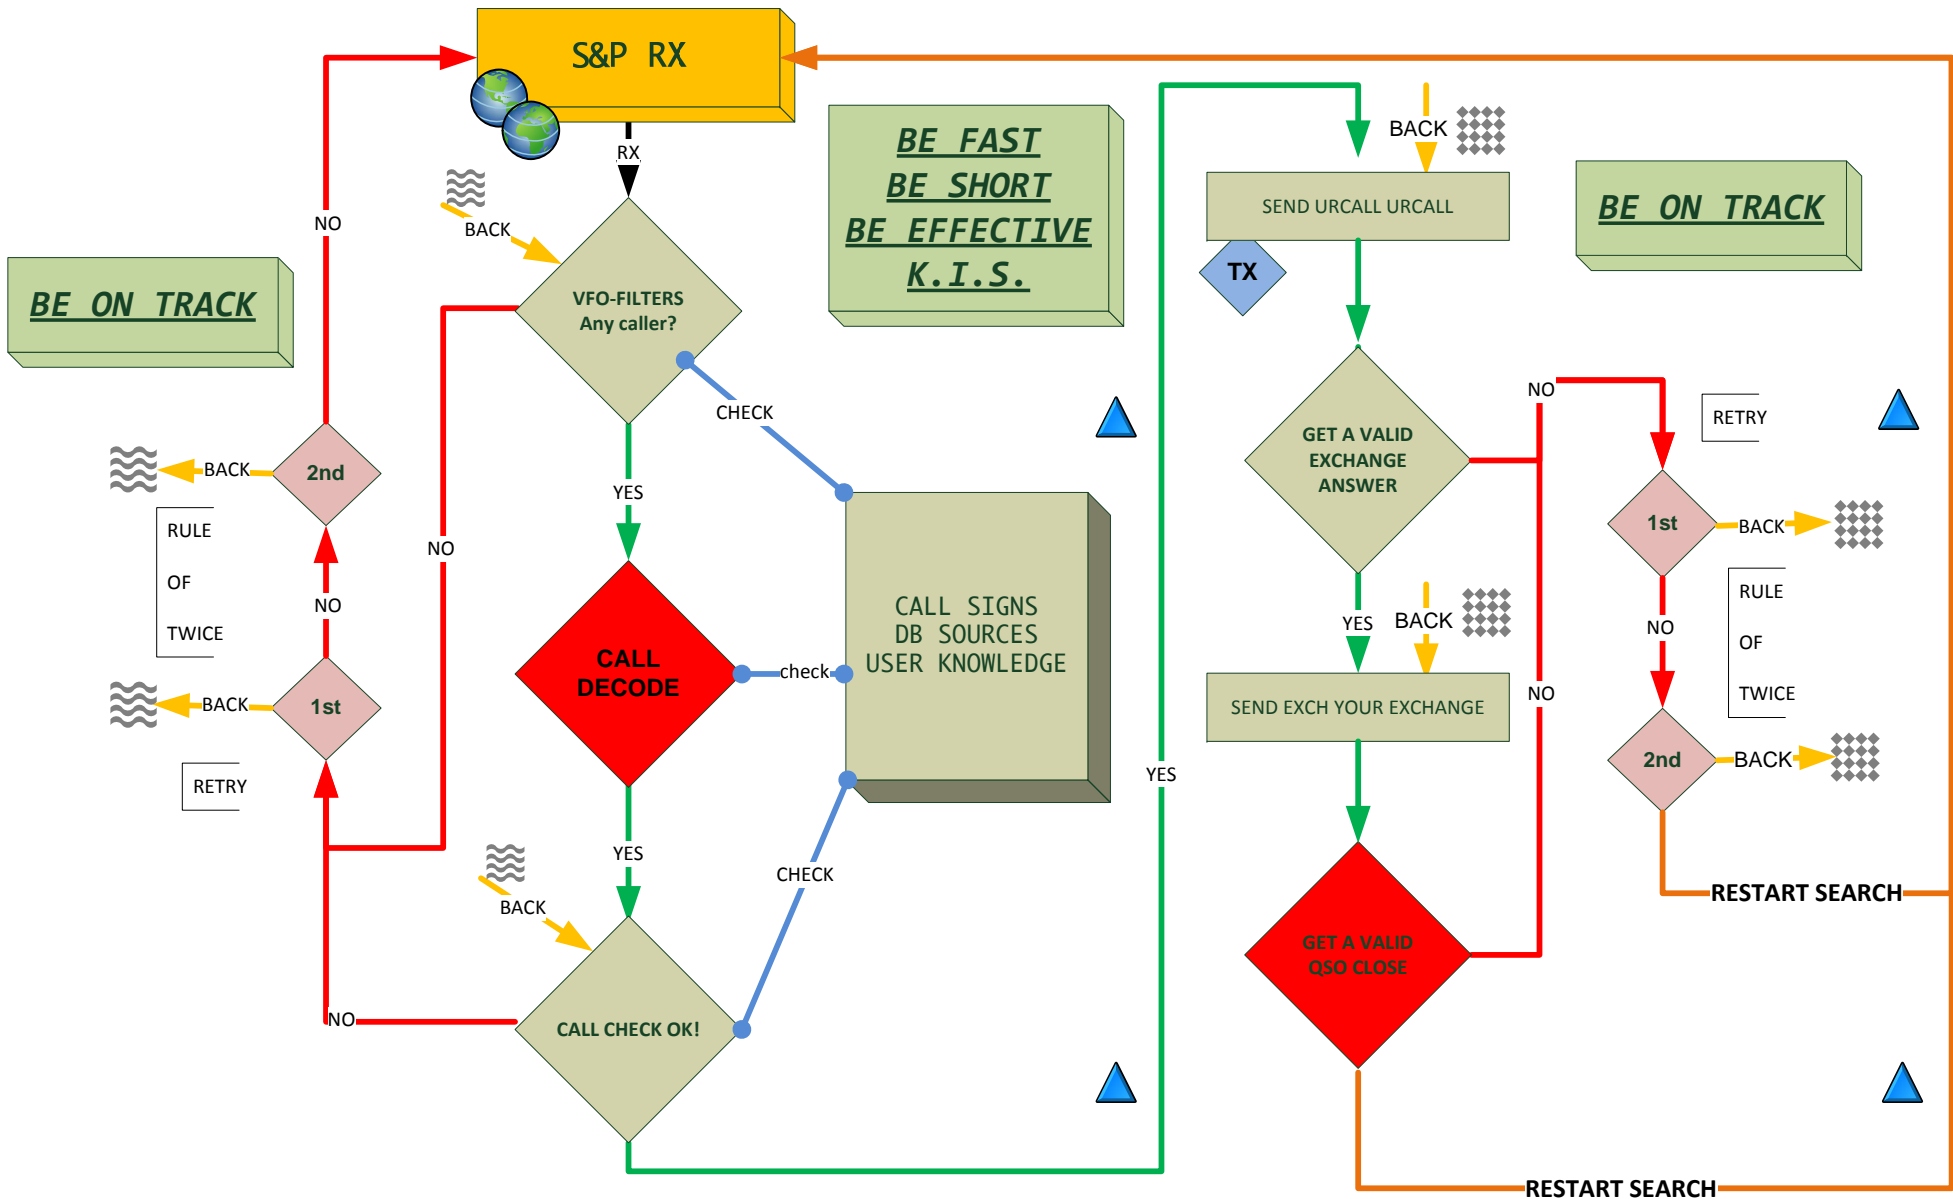 S&P RX
RX
BACK
NO
BE FAST
BE SHORT
BE EFFECTIVE
K.I.S.
BACK
SEND URCALL URCALL
TX
BE ON TRACK
BE ON TRACK
VFO-FILTERS
Any caller?
CHECK
YES
NO
2nd
BACK
RULE
OF
TWICE
NO
1st
BACK
RETRY
CALL
DECODE
check
CALL SIGNS
DB SOURCES
USER KNOWLEDGE
YES
BACK
CHECK
NO
CALL CHECK OK!
YES
GET A VALID
EXCHANGE
ANSWER
NO
RETRY
1st
BACK
YES
BACK
NO
RULE
OF
TWICE
SEND EXCH YOUR EXCHANGE
NO
2nd
BACK
RESTART SEARCH
GET A VALID
QSO CLOSE
RESTART SEARCH